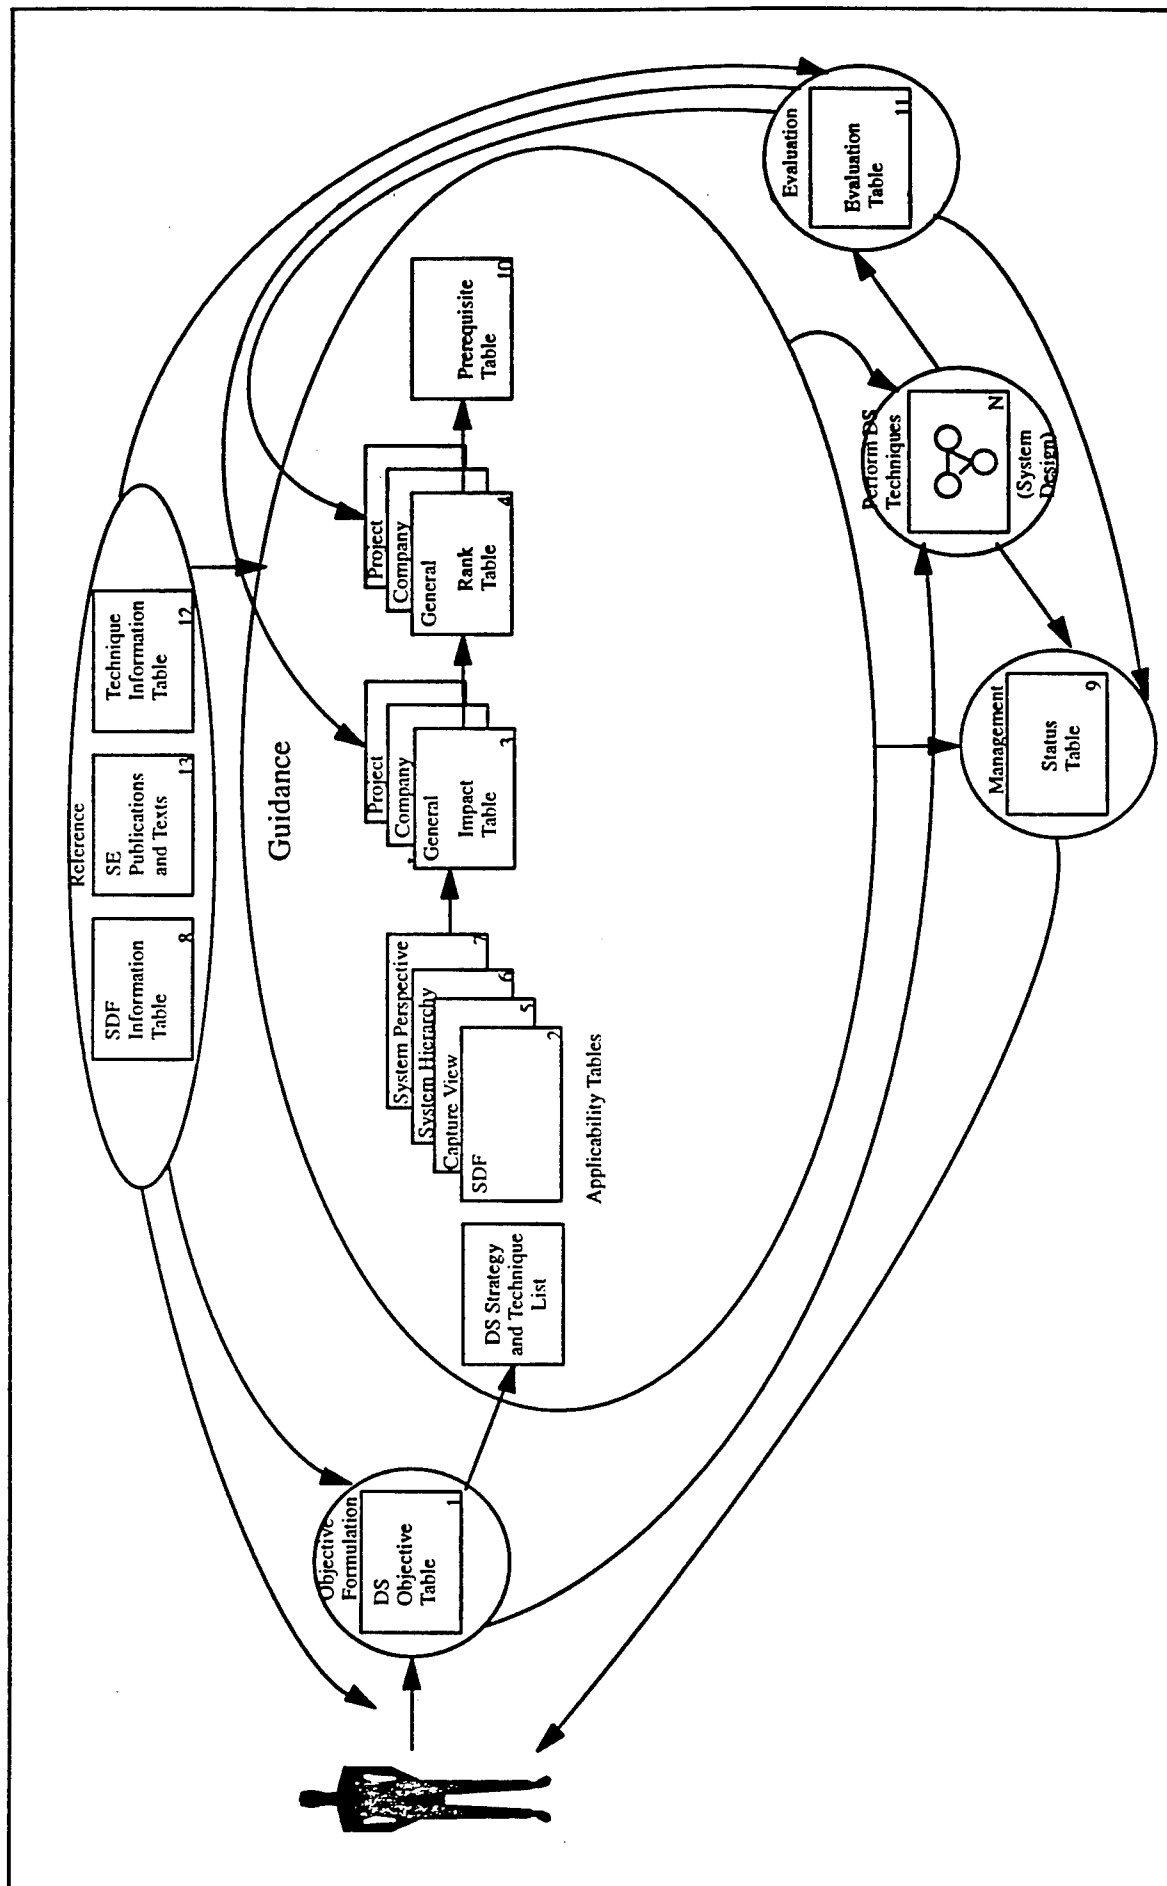 Reference
SDF
Information
Table
8
SE
Publications
and Texts
13
Technique
Information
Table
12
Guidance
Objective
Formulation
DS
Objective
Table
1
DS Strategy
and Technique
List
System Perspective
7
System Hierarchy
6
Capture View
5
SDF
2
Applicability Tables
Project
Company
General
Impact
Table
3
Project
Company
General
Rank
Table
4
Prerequisite
Table
10
Evaluation
Evaluation
Table
11
Perform DS
Techniques
N
(System
Design)
Management
Status
Table
9